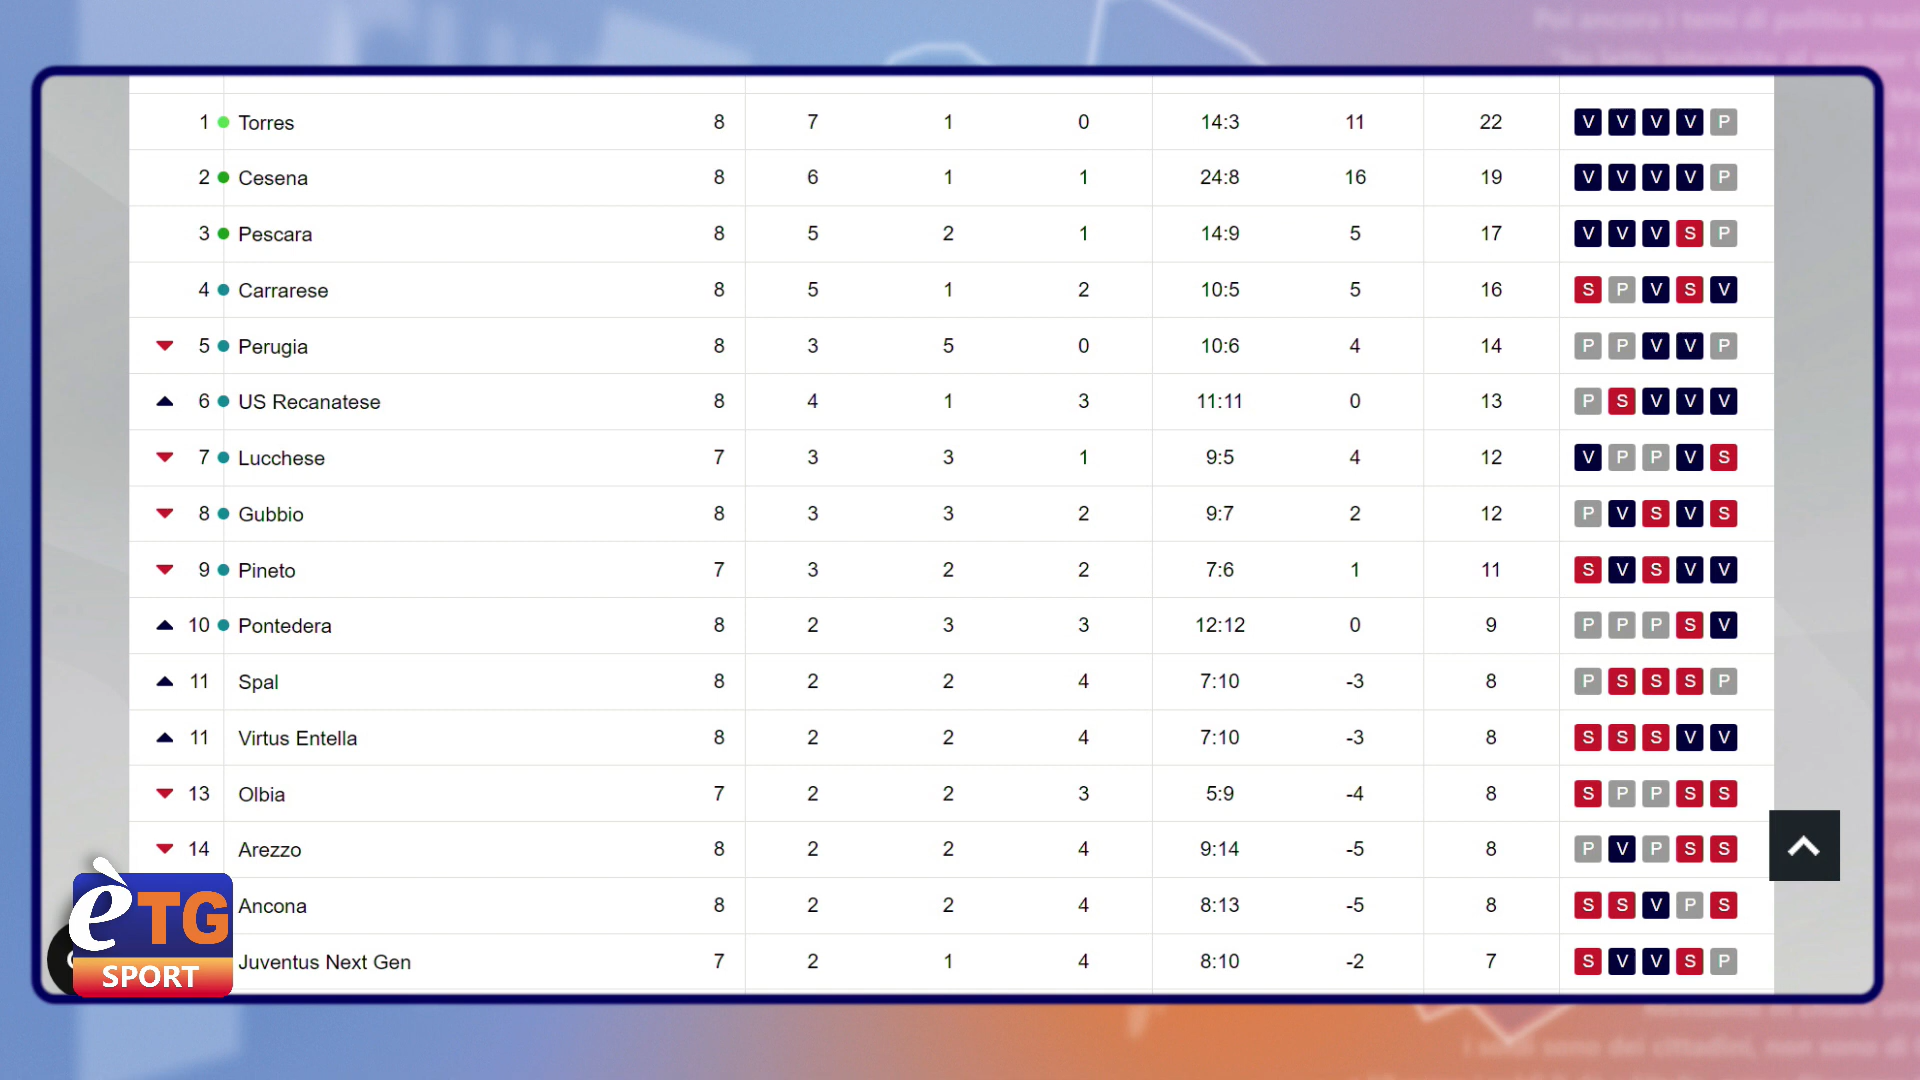 Poi ancora i temi di politica
1 Torres 8 7 1 0 14:3 11 22 V V V V P
2 Cesena 8 6 1 1 24:8 16 19 V V V V P
3 Pescara 8 5 2 1 14:9 5 17 V V V S P
4 Carrarese 8 5 1 2 10:5 5 16 S P V S V
5 Perugia 8 3 5 0 10:6 4 14 P P V V P
6 US Recanatese 8 4 1 3 11:11 0 13 P S V V V
7 Lucchese 7 3 3 1 9:5 4 12 V P P V S
8 Gubbio 8 3 3 2 9:7 2 12 P V S V S
9 Pineto 7 3 2 2 7:6 1 11 S V S V V
10 Pontedera 8 2 3 3 12:12 0 9 P P P S V
11 Spal 8 2 2 4 7:10 -3 8 P S S S P
11 Virtus Entella 8 2 2 4 7:10 -3 8 S S S V V
13 Olbia 7 2 2 3 5:9 -4 8 S P P S S
14 Arezzo 8 2 2 4 9:14 -5 8 P V P S S
Ancona 8 2 2 4 8:13 -5 8 S S V P S
Juventus Next Gen 7 2 1 4 8:10 -2 7 S V V S P
èTG
SPORT